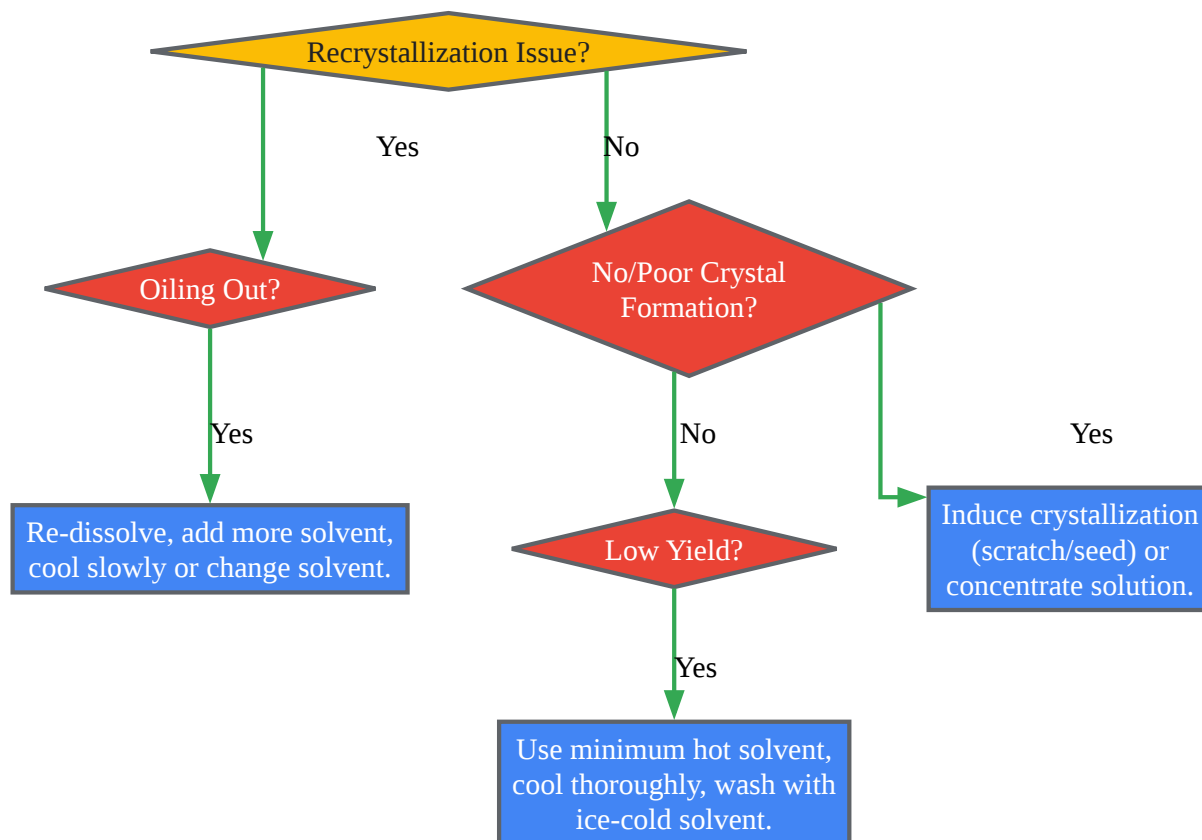 Recrystallization Issue?
Yes
No
Oiling Out?
No/Poor Crystal
Formation?
Yes
No
Yes
Re-dissolve, add more solvent,
cool slowly or change solvent.
Low Yield?
Induce crystallization
(scratch/seed) or
concentrate solution.
Yes
Use minimum hot solvent,
cool thoroughly, wash with
ice-cold solvent.